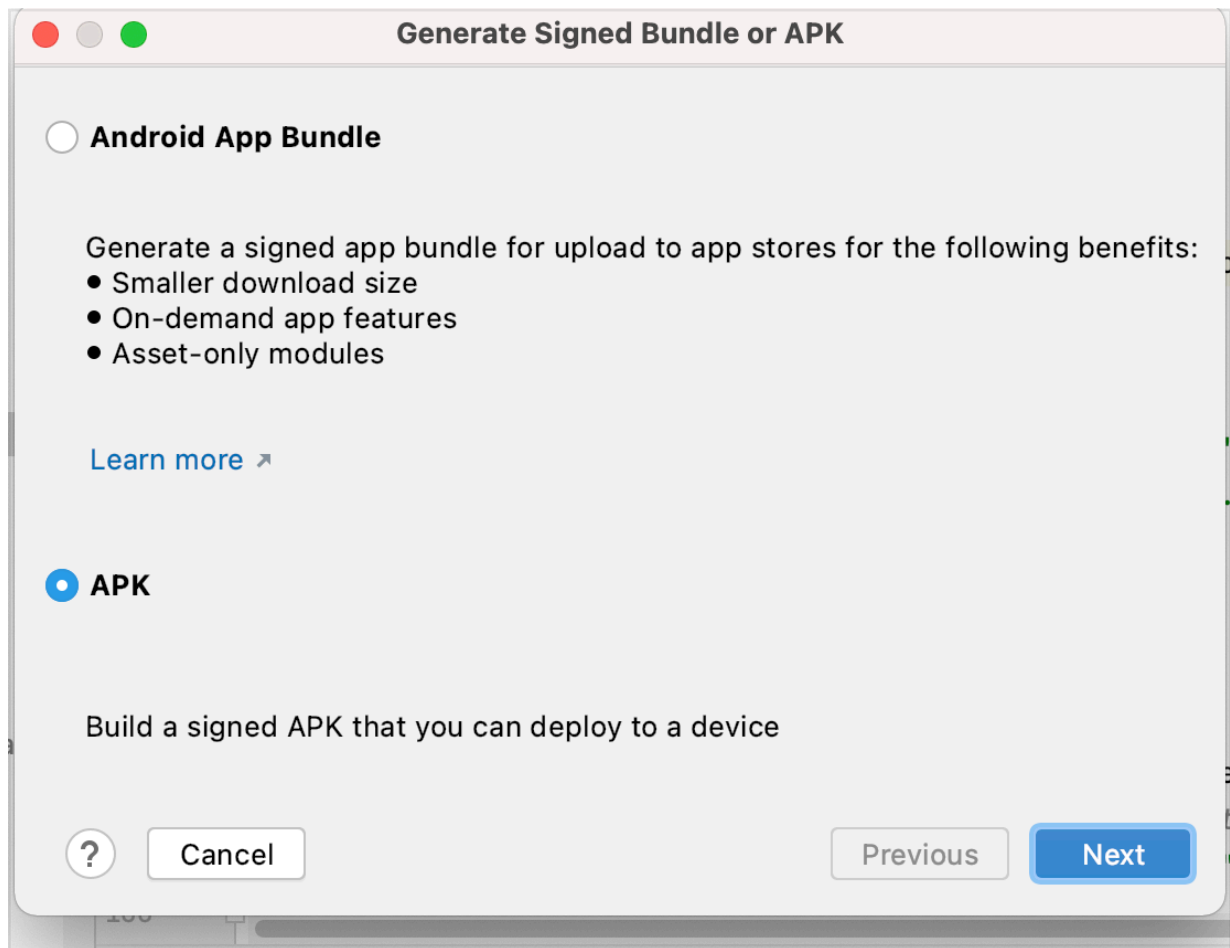 Generate Signed Bundle or APK
Android App Bundle
Generate a signed app bundle for upload to app stores for the following benefits:
• Smaller download size
• On-demand app features
• Asset-only modules
Learn more ↗
APK
Build a signed APK that you can deploy to a device
? Cancel Previous Next